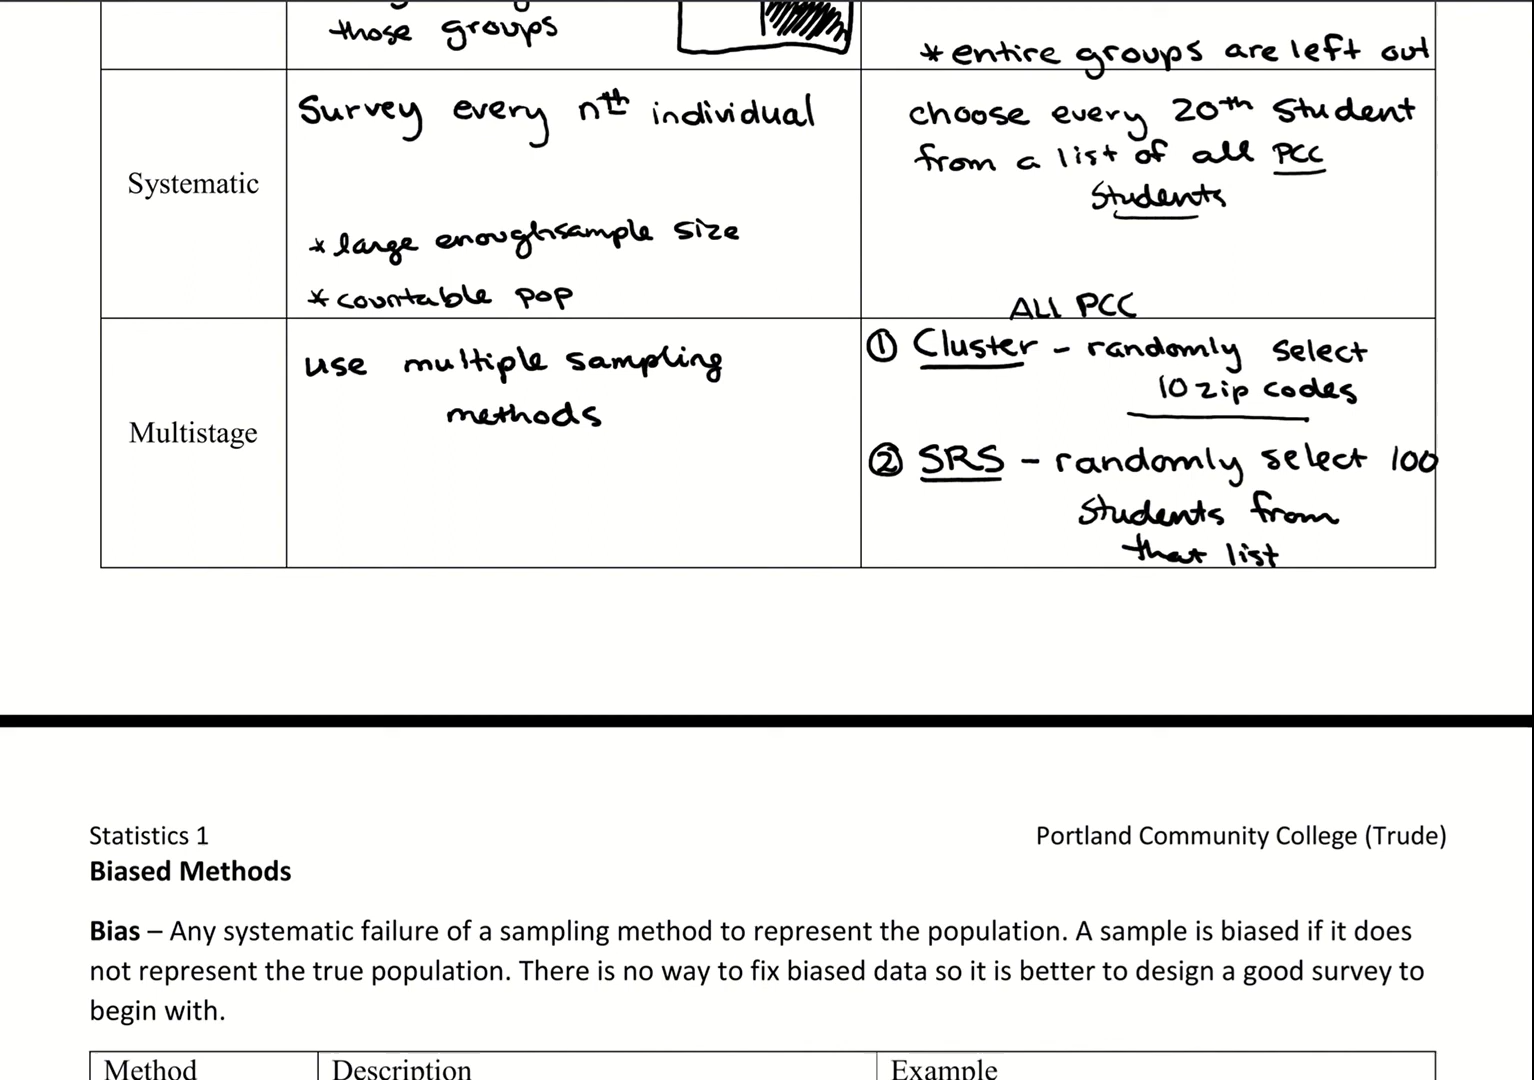 those groups
* entire groups are left out
Systematic
Survey every nth individual
* large enough sample size
* countable pop
choose every 20th student
from a list of all PCC
Students
ALL PCC
Multistage
use multiple sampling
methods
① Cluster - randomly select
10 zip codes
② SRS - randomly select 100
students from
that list
Statistics 1
Portland Community College (Trude)
Biased Methods
Bias – Any systematic failure of a sampling method to represent the population. A sample is biased if it does
not represent the true population. There is no way to fix biased data so it is better to design a good survey to
begin with.
Method
Description
Example